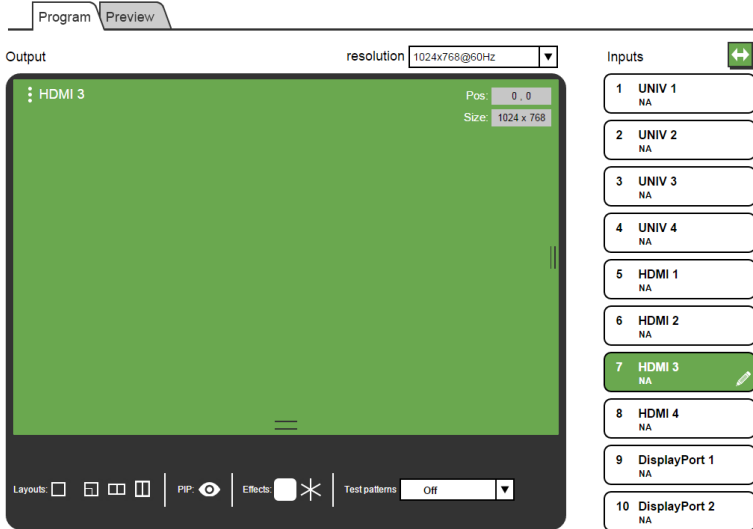 Program Preview
Output resolution 1024x768@60Hz Inputs
HDMI 3 Pos: 0 , 0
Size: 1024 x 768
1 UNIV 1
NA
2 UNIV 2
NA
3 UNIV 3
NA
4 UNIV 4
NA
5 HDMI 1
NA
6 HDMI 2
NA
7 HDMI 3
NA
8 HDMI 4
NA
9 DisplayPort 1
NA
10 DisplayPort 2
NA
Layouts: PIP: Effects: Test patterns Off